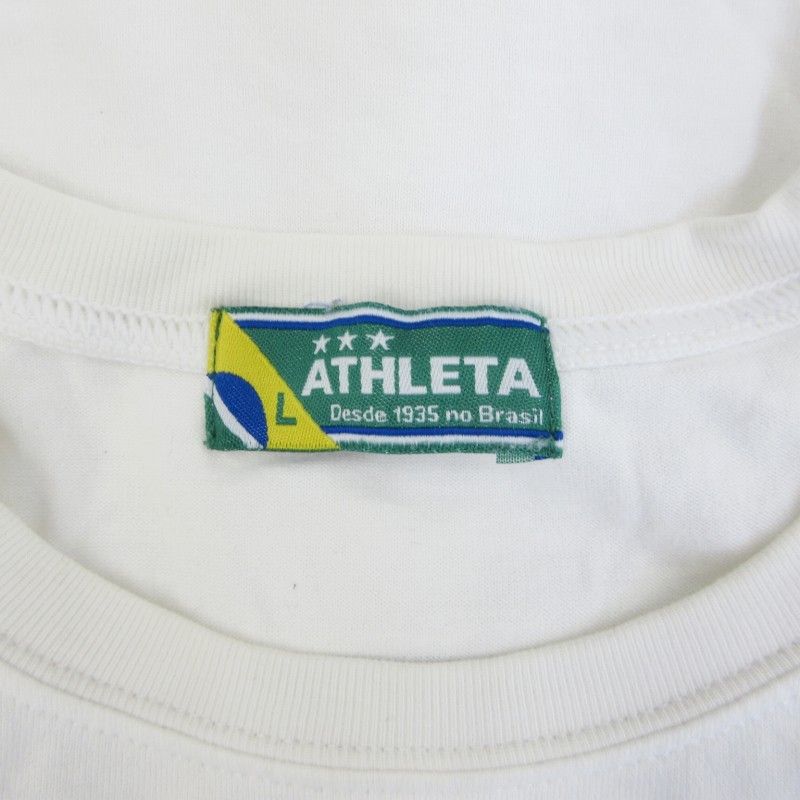 ATHLETA
L
Desde 1935 no Brasil